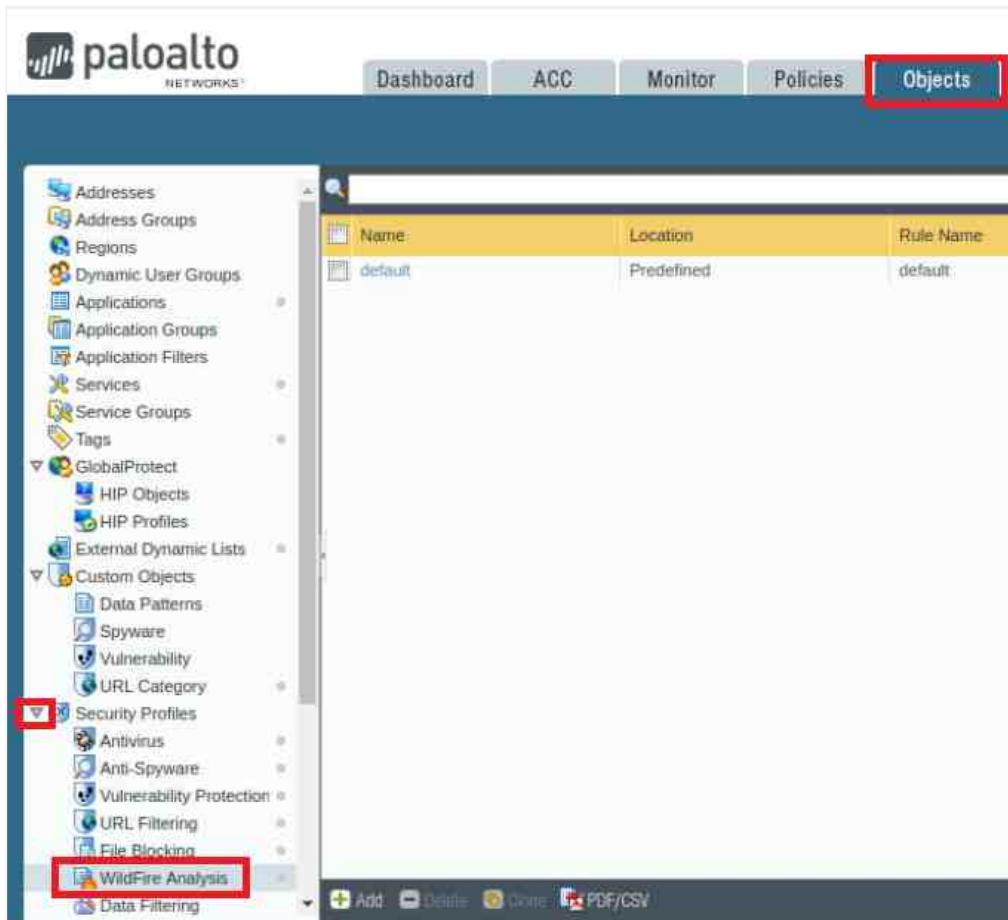 paloalto
NETWORKS
Dashboard ACC Monitor Policies Objects
Addresses
Address Groups
Regions
Dynamic User Groups
Applications
Application Groups
Application Filters
Services
Service Groups
Tags
GlobalProtect
HIP Objects
HIP Profiles
External Dynamic Lists
Custom Objects
Data Patterns
Spyware
Vulnerability
URL Category
Security Profiles
Antivirus
Anti-Spyware
Vulnerability Protection
URL Filtering
File Blocking
WildFire Analysis
Data Filtering
Name Location Rule Name
default Predefined default
Add Delete Clone PDF/CSV